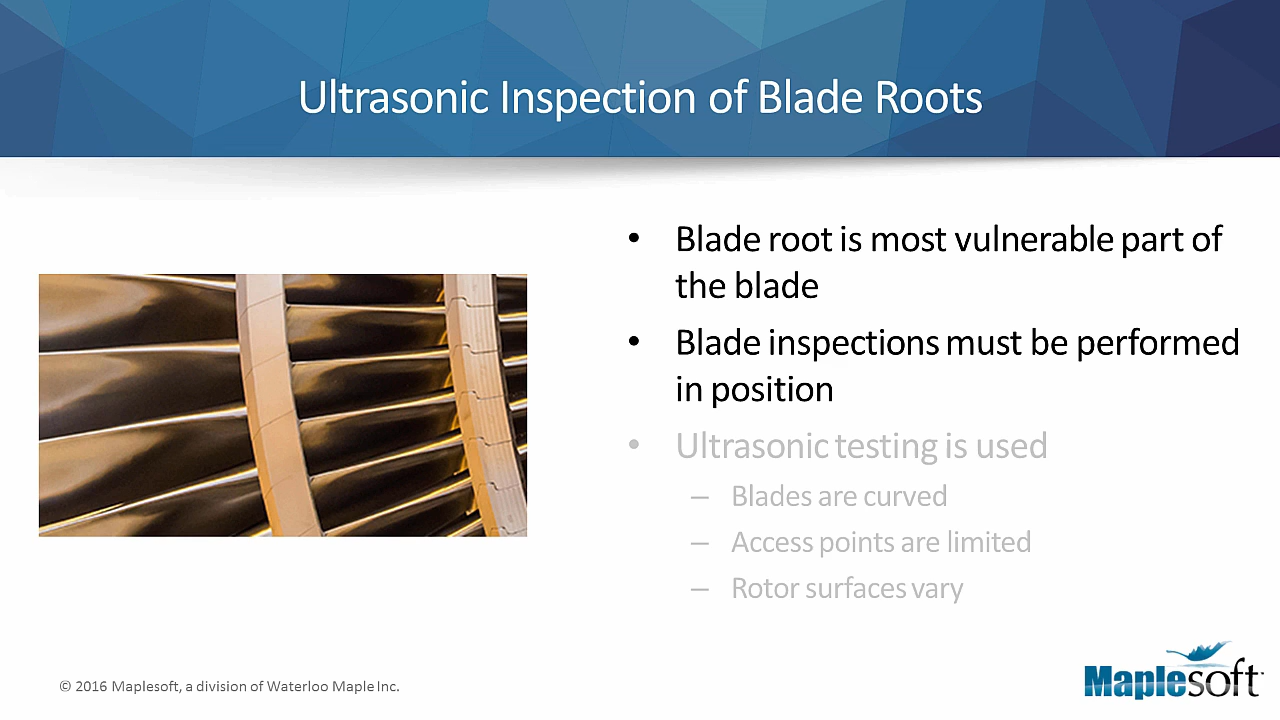 Ultrasonic Inspection of Blade Roots
• Blade root is most vulnerable part of
the blade
• Blade inspections must be performed
in position
• Ultrasonic testing is used
– Blades are curved
– Access points are limited
– Rotor surfaces vary
© 2016 Maplesoft, a division of Waterloo Maple Inc.
Maplesoft